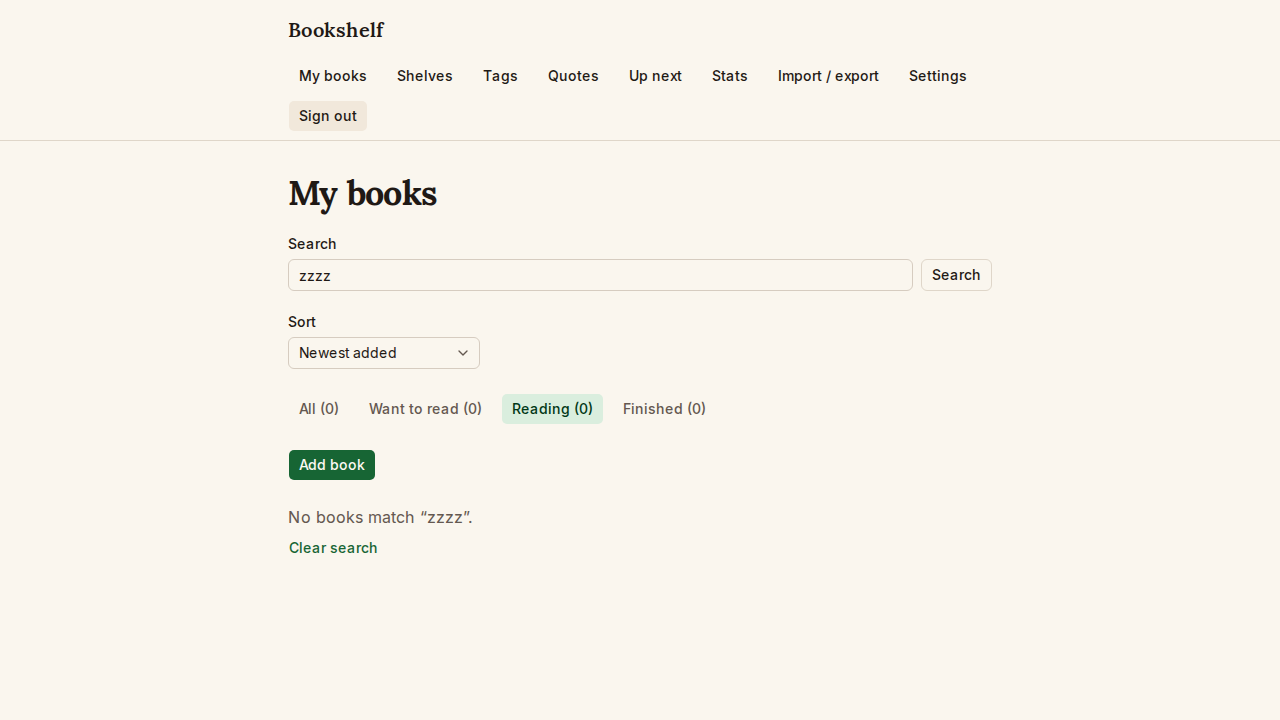 Bookshelf
My books Shelves Tags Quotes Up next Stats Import / export Settings
Sign out
My books
Search
zzzz Search
Sort
Newest added
All (0) Want to read (0) Reading (0) Finished (0)
Add book
No books match “zzzz”.
Clear search